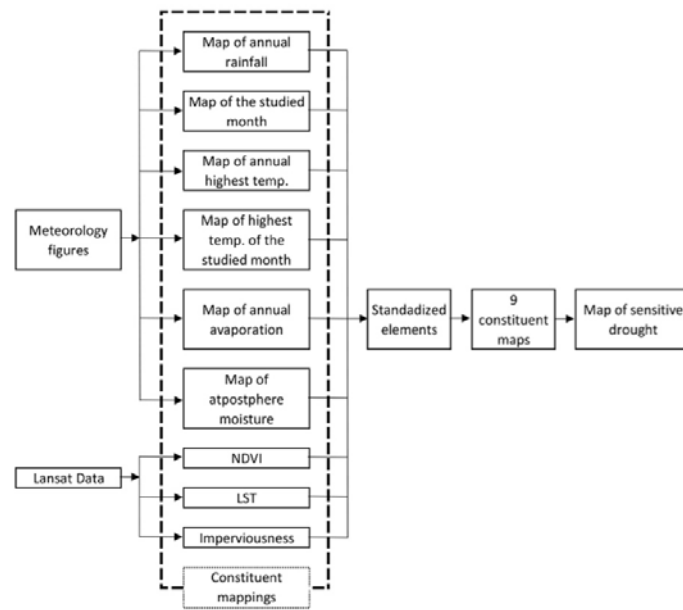 Map of annual
rainfall
Map of the studied
month
Map of annual
highest temp.
Meteorology
figures
Map of highest
temp. of the
studied month
Map of annual
avaporation
Standadized
elements
9
constituent
maps
Map of sensitive
drought
Map of
atpostphere
moisture
NDVI
Lansat Data
LST
Imperviousness
Constituent
mappings